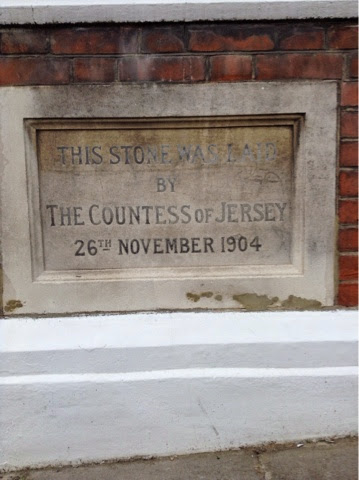 THIS STONE WAS LAID
BY
THE COUNTESS OF JERSEY
26TH NOVEMBER 1904